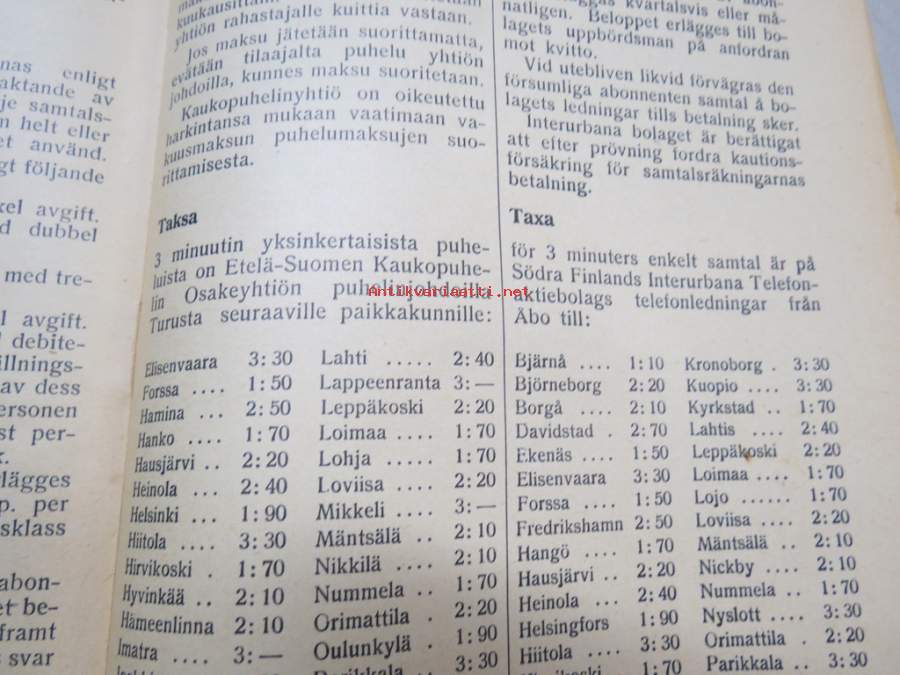 nas enligt
aktande av
je samtals-
n helt eller
et använd.
gt följande
kel avgift.
d dubbel
med tre-
l avgift.
l debite-
llnings-
av dess
ersonen
st per-
k.
lägges
p. per
sklass
abon-
et be-
framt
svar
kuukausittain
yhtiön rahastajalle kuittia vastaan.
Jos maksu jätetään suorittamatta,
evätään tilaajalta puhelu yhtiön
johdoilla, kunnes maksu suoritetaan.
Kaukopuhelinyhtiö on oikeutettu
harkintansa mukaan vaatimaan va-
kuusmaksun puhelumaksujen suo-
rittamisesta.
Taksa
3 minuutin yksinkertaisista puhe-
luista on Etelä-Suomen Kaukopuhe-
lin Osakeyhtiön puhelinjohdoilla
Turusta seuraaville paikkakunnille:
Elisenvaara 3:30 Lahti ..... 2:40
Forssa .... 1:50 Lappeenranta 3:—
Hamina ... 2:50 Leppäkoski 2:20
Hanko .... 1:70 Loimaa .... 1:70
Hausjärvi .. 2:20 Lohja ..... 1:70
Heinola ... 2:40 Loviisa .... 2:20
Helsinki ... 1:90 Mikkeli .... 3:—
Hiitola .... 3:30 Mäntsälä .. 2:10
Hirvikoski . 1:70 Nikkilä .... 2:10
Hyvinkää .. 2:10 Nummela .. 1:70
Hämeenlinna 2:10 Orimattila . 2:20
Imatra .... 3:— Oulunkylä . 1:90
Parikkala 3:30
kvartalsvis eller må-
natligen. Beloppet erlägges till bo-
lagets uppbördsman på anfordran
mot kvitto.
Vid utebliven likvid förvägras den
försumliga abonnenten samtal å bo-
lagets ledningar tills betalning sker.
Interurbana bolaget är berättigat
att efter prövning fordra kautions-
försäkring för samtalsräkningarnas
betalning.
Taxa
för 3 minuters enkelt samtal är på
Södra Finlands Interurbana Telefon-
aktiebolags telefonledningar från
Åbo till:
Bjärnå .... 1:10 Kronoborg . 3:30
Björneborg 2:20 Kuopio .... 3:30
Borgå .... 2:10 Kyrkstad .. 1:70
Davidstad . 2:70 Lahtis .... 2:40
Ekenäs .... 1:50 Leppäkoski 2:20
Elisenvaara 3:30 Loimaa .... 1:70
Forssa .... 1:50 Lojo ...... 1:70
Fredrikshamn 2:50 Loviisa .... 2:20
Hangö .... 1:70 Mäntsälä .. 2:10
Hausjärvi .. 2:20 Nickby .... 2:10
Heinola ... 2:40 Nummela .. 1:70
Helsingfors 1:90 Nyslott .... 3:30
Hiitola .... 3:30 Orimattila . 2:20
1:70 Parikkala .. 3:30
Antikvariaatti.net